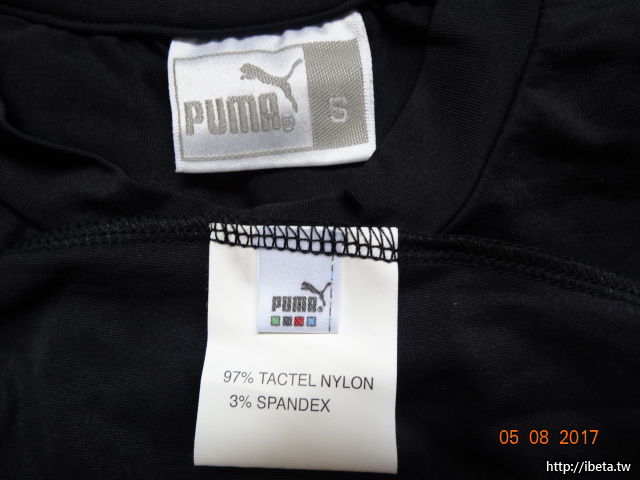 PUMA®
S
PUMA®
97% TACTEL NYLON
3% SPANDEX
05 08 2017
http://ibeta.tw